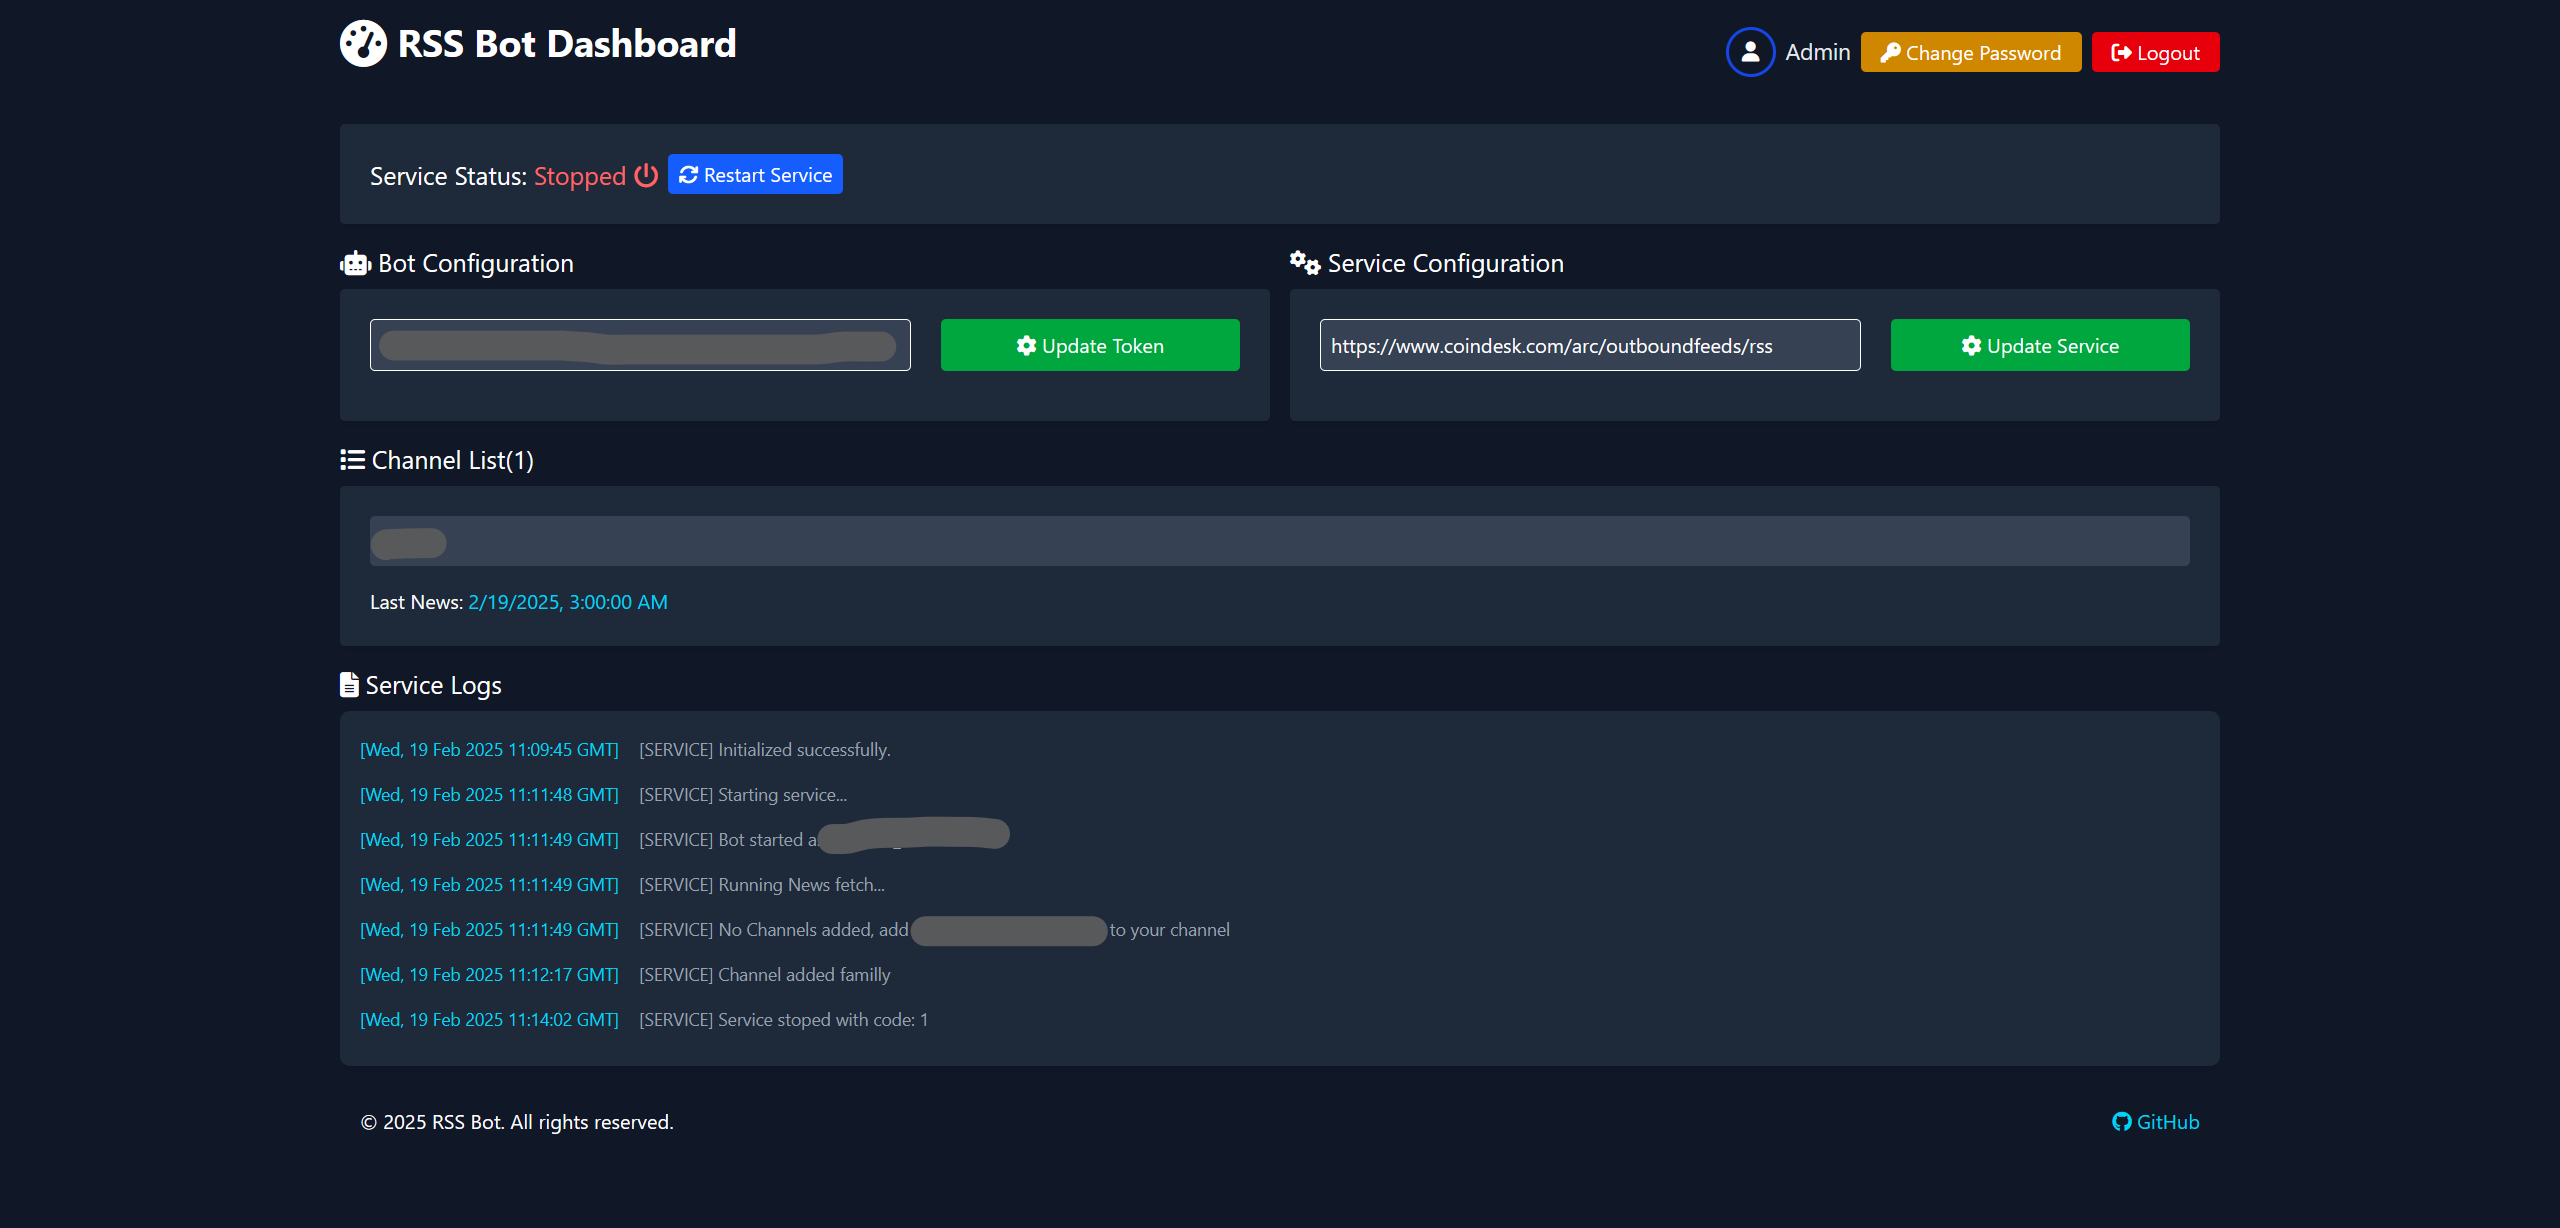 RSS Bot Dashboard
Admin Change Password Logout
Service Status: Stopped Restart Service
Bot Configuration
Update Token
Service Configuration
https://www.coindesk.com/arc/outboundfeeds/rss Update Service
Channel List(1)
Last News: 2/19/2025, 3:00:00 AM
Service Logs
[Wed, 19 Feb 2025 11:09:45 GMT] [SERVICE] Initialized successfully.
[Wed, 19 Feb 2025 11:11:48 GMT] [SERVICE] Starting service...
[Wed, 19 Feb 2025 11:11:49 GMT] [SERVICE] Bot started
[Wed, 19 Feb 2025 11:11:49 GMT] [SERVICE] Running News fetch...
[Wed, 19 Feb 2025 11:11:49 GMT] [SERVICE] No Channels added, add to your channel
[Wed, 19 Feb 2025 11:12:17 GMT] [SERVICE] Channel added familly
[Wed, 19 Feb 2025 11:14:02 GMT] [SERVICE] Service stoped with code: 1
© 2025 RSS Bot. All rights reserved.
GitHub